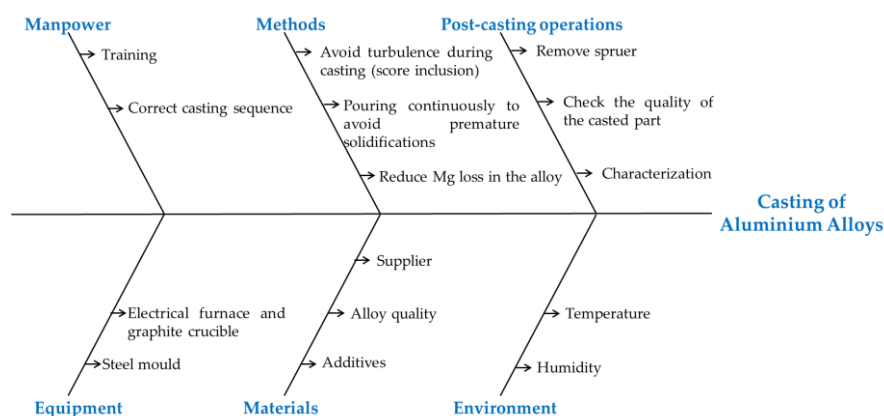 Manpower
Methods
Post-casting operations
Training
Correct casting sequence
Avoid turbulence during
casting (score inclusion)
Pouring continuously to
avoid premature
solidifications
Reduce Mg loss in the alloy
Remove spruer
Check the quality of
the casted part
Characterization
Casting of
Aluminium Alloys
Electrical furnace and
graphite crucible
Steel mould
Supplier
Alloy quality
Additives
Temperature
Humidity
Equipment
Materials
Environment